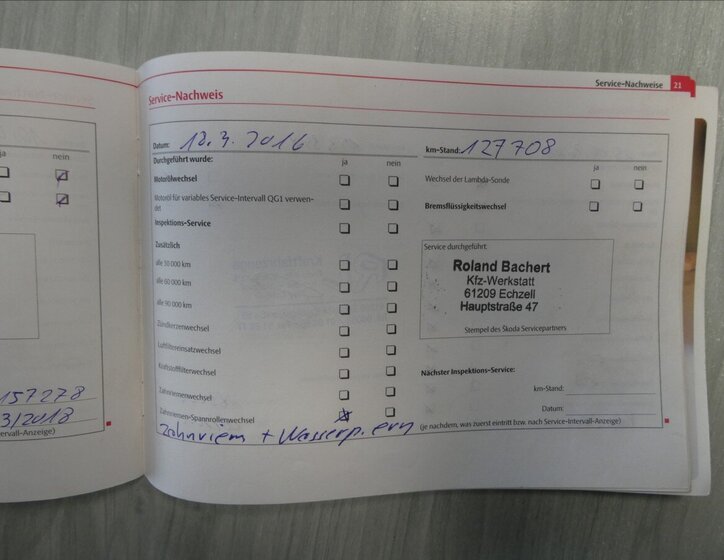 ja nein
157278
3/2018
tervall-Anzeige)
Service-Nachweise 21
Service-Nachweis
Datum: 18.3.2016
km-Stand: 127708
Durchgeführt wurde: ja nein
Motorölwechsel
Motoröl für variables Service-Intervall QG1 verwen-
det
Inspektions-Service
Zusätzlich
alle 30 000 km
alle 60 000 km
alle 90 000 km
Zündkerzenwechsel
Luftfiltereinsatzwechsel
Kraftstofffilterwechsel
Zahnriemenwechsel
Zahnriemen-Spannrollenwechsel
Zahnriem + Wasserp. ern
ja nein
Wechsel der Lambda-Sonde
Bremsflüssigkeitswechsel
Service durchgeführt
Roland Bachert
Kfz-Werkstatt
61209 Echzell
Hauptstraße 47
Stempel des Škoda Servicepartners
Nächster Inspektions-Service:
km-Stand:
Datum:
(je nachdem, was zuerst eintritt bzw. nach Service-Intervall-Anzeige)